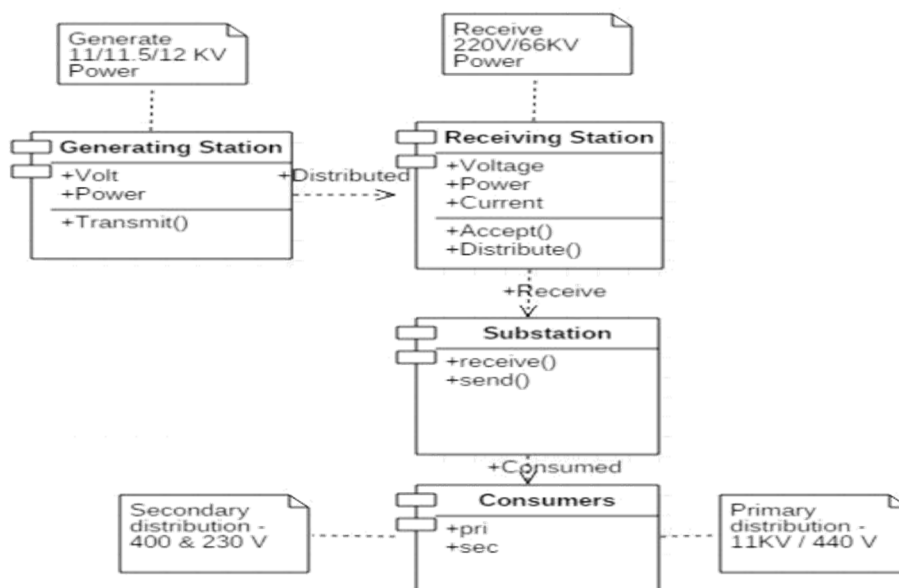 Generate
11/11.5/12 KV
Power
Receive
220V/66KV
Power
Generating Station
+Volt
+Power
+Transmit()
+Distributed
Receiving Station
+Voltage
+Power
+Current
+Accept()
+Distribute()
+Receive
Substation
+receive()
+send()
+Consumed
Secondary
distribution -
400 & 230 V
Consumers
+pri
+sec
Primary
distribution -
11KV / 440 V